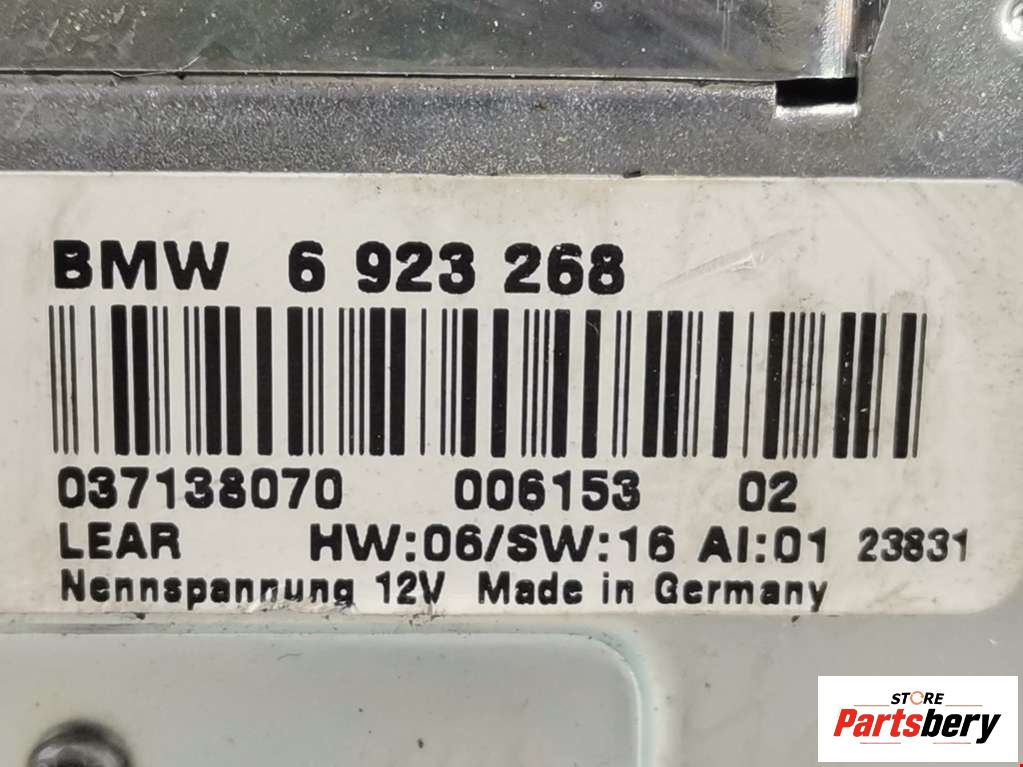 BMW 6 923 268
037138070 006153 02
LEAR HW:06/SW:16 AI:01 23831
Nennspannung 12V Made in Germany
STORE
Partsbery